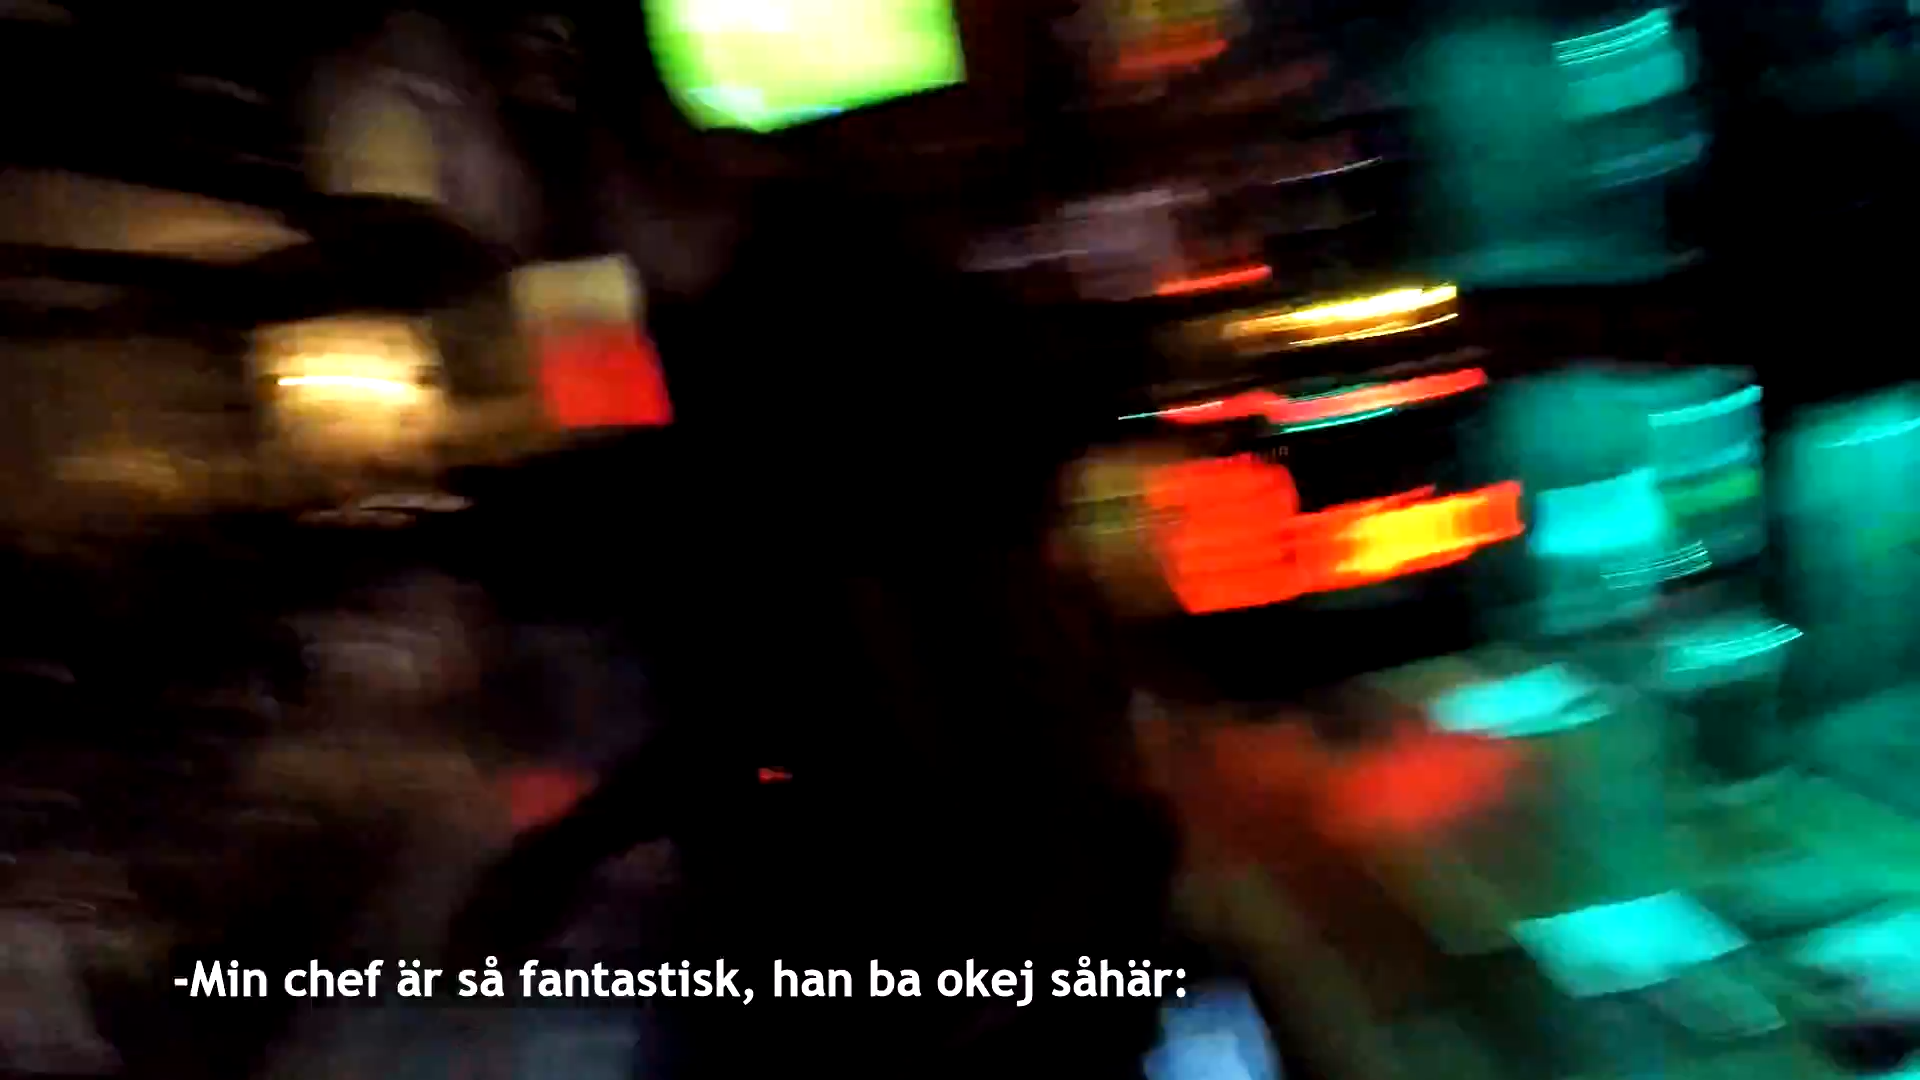 -Min chef är så fantastisk, han ba okej såhär: